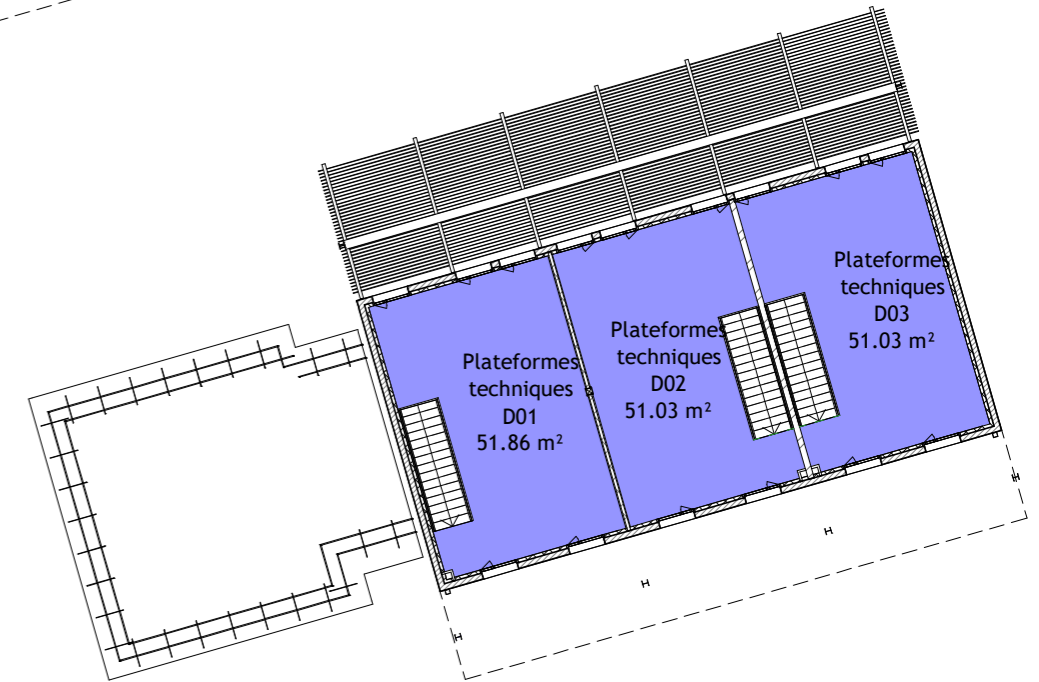 Plateformes
techniques
D01
51.86 m²
Plateformes
techniques
D02
51.03 m²
Plateformes
techniques
D03
51.03 m²